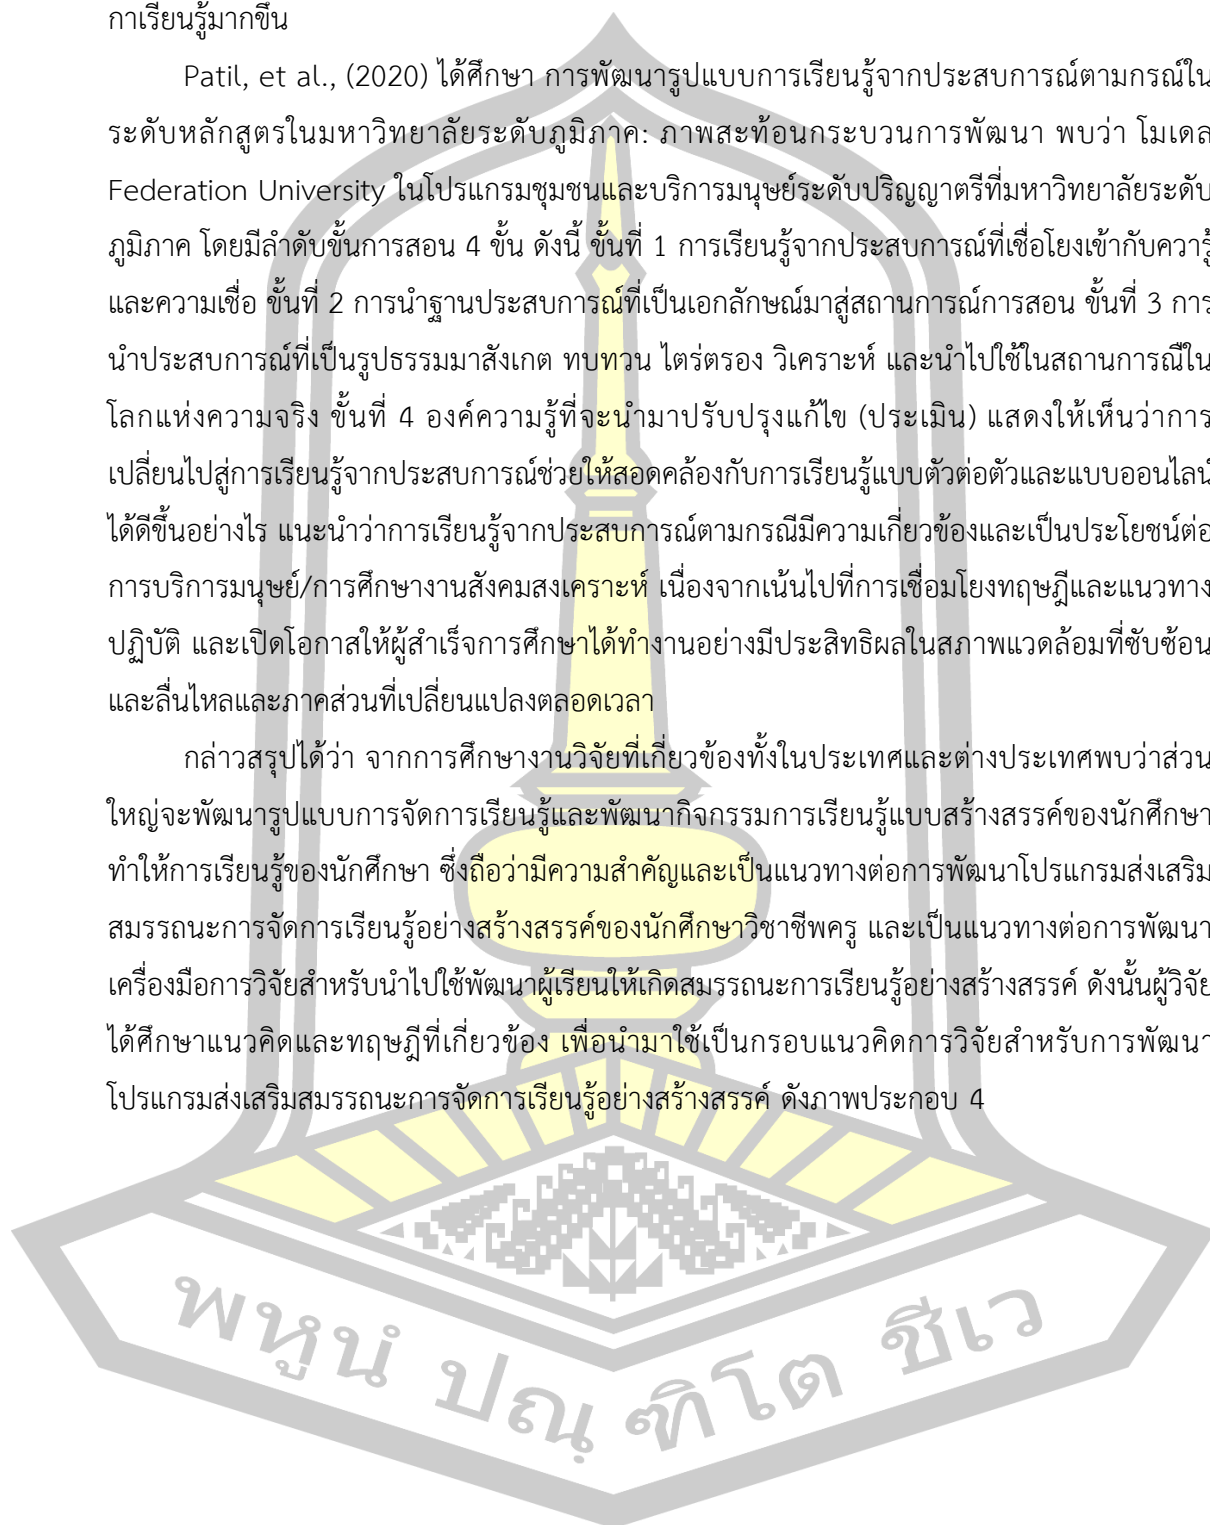 กาเรียนรู้มากขึ้น
Patil, et al., (2020) ได้ศึกษา การพัฒนารูปแบบการเรียนรู้จากประสบการณ์ตามกรณ์ใน
ระดับหลักสูตรในมหาวิทยาลัยระดับภูมิภาค: ภาพสะท้อนกระบวนการพัฒนา พบว่า โมเดล
Federation University ในโปรแกรมชุมชนและบริการมนุษย์ระดับปริญญาตรีที่มหาวิทยาลัยระดับ
ภูมิภาค โดยมีลำดับขั้นการสอน 4 ขั้น ดังนี้ ขั้นที่ 1 การเรียนรู้จากประสบการณ์ที่เชื่อโยงเข้ากับควารู้
และความเชื่อ ขั้นที่ 2 การนำฐานประสบการณ์ที่เป็นเอกลักษณ์มาสู่สถานการณ์การสอน ขั้นที่ 3 การ
นำประสบการณ์ที่เป็นรูปธรรมมาสังเกต ทบทวน ไตร่ตรอง วิเคราะห์ และนำไปใช้ในสถานการณืใน
โลกแห่งความจริง ขั้นที่ 4 องค์ความรู้ที่จะนำมาปรับปรุงแก้ไข (ประเมิน) แสดงให้เห็นว่าการ
เปลี่ยนไปสู่การเรียนรู้จากประสบการณ์ช่วยให้สอดคล้องกับการเรียนรู้แบบตัวต่อตัวและแบบออนไลน์
ได้ดีขึ้นอย่างไร แนะนำว่าการเรียนรู้จากประสบการณ์ตามกรณีมีความเกี่ยวข้องและเป็นประโยชน์ต่อ
การบริการมนุษย์/การศึกษางานสังคมสงเคราะห์ เนื่องจากเน้นไปที่การเชื่อมโยงทฤษฎีและแนวทาง
ปฏิบัติ และเปิดโอกาสให้ผู้สำเร็จการศึกษาได้ทำงานอย่างมีประสิทธิผลในสภาพแวดล้อมที่ซับซ้อน
และลื่นไหลและภาคส่วนที่เปลี่ยนแปลงตลอดเวลา
กล่าวสรุปได้ว่า จากการศึกษางานวิจัยที่เกี่ยวข้องทั้งในประเทศและต่างประเทศพบว่าส่วน
ใหญ่จะพัฒนารูปแบบการจัดการเรียนรู้และพัฒนากิจกรรมการเรียนรู้แบบสร้างสรรค์ของนักศึกษา
ทำให้การเรียนรู้ของนักศึกษา ซึ่งถือว่ามีความสำคัญและเป็นแนวทางต่อการพัฒนาโปรแกรมส่งเสริม
สมรรถนะการจัดการเรียนรู้อย่างสร้างสรรค์ของนักศึกษาวิชาชีพครู และเป็นแนวทางต่อการพัฒนา
เครื่องมือการวิจัยสำหรับนำไปใช้พัฒนาผู้เรียนให้เกิดสมรรถนะการเรียนรู้อย่างสร้างสรรค์ ดังนั้นผู้วิจัย
ได้ศึกษาแนวคิดและทฤษฎีที่เกี่ยวข้อง เพื่อนำมาใช้เป็นกรอบแนวคิดการวิจัยสำหรับการพัฒนา
โปรแกรมส่งเสริมสมรรถนะการจัดการเรียนรู้อย่างสร้างสรรค์ ดังภาพประกอบ 4
พหูนํ ปณฺฑิโต ชีเว